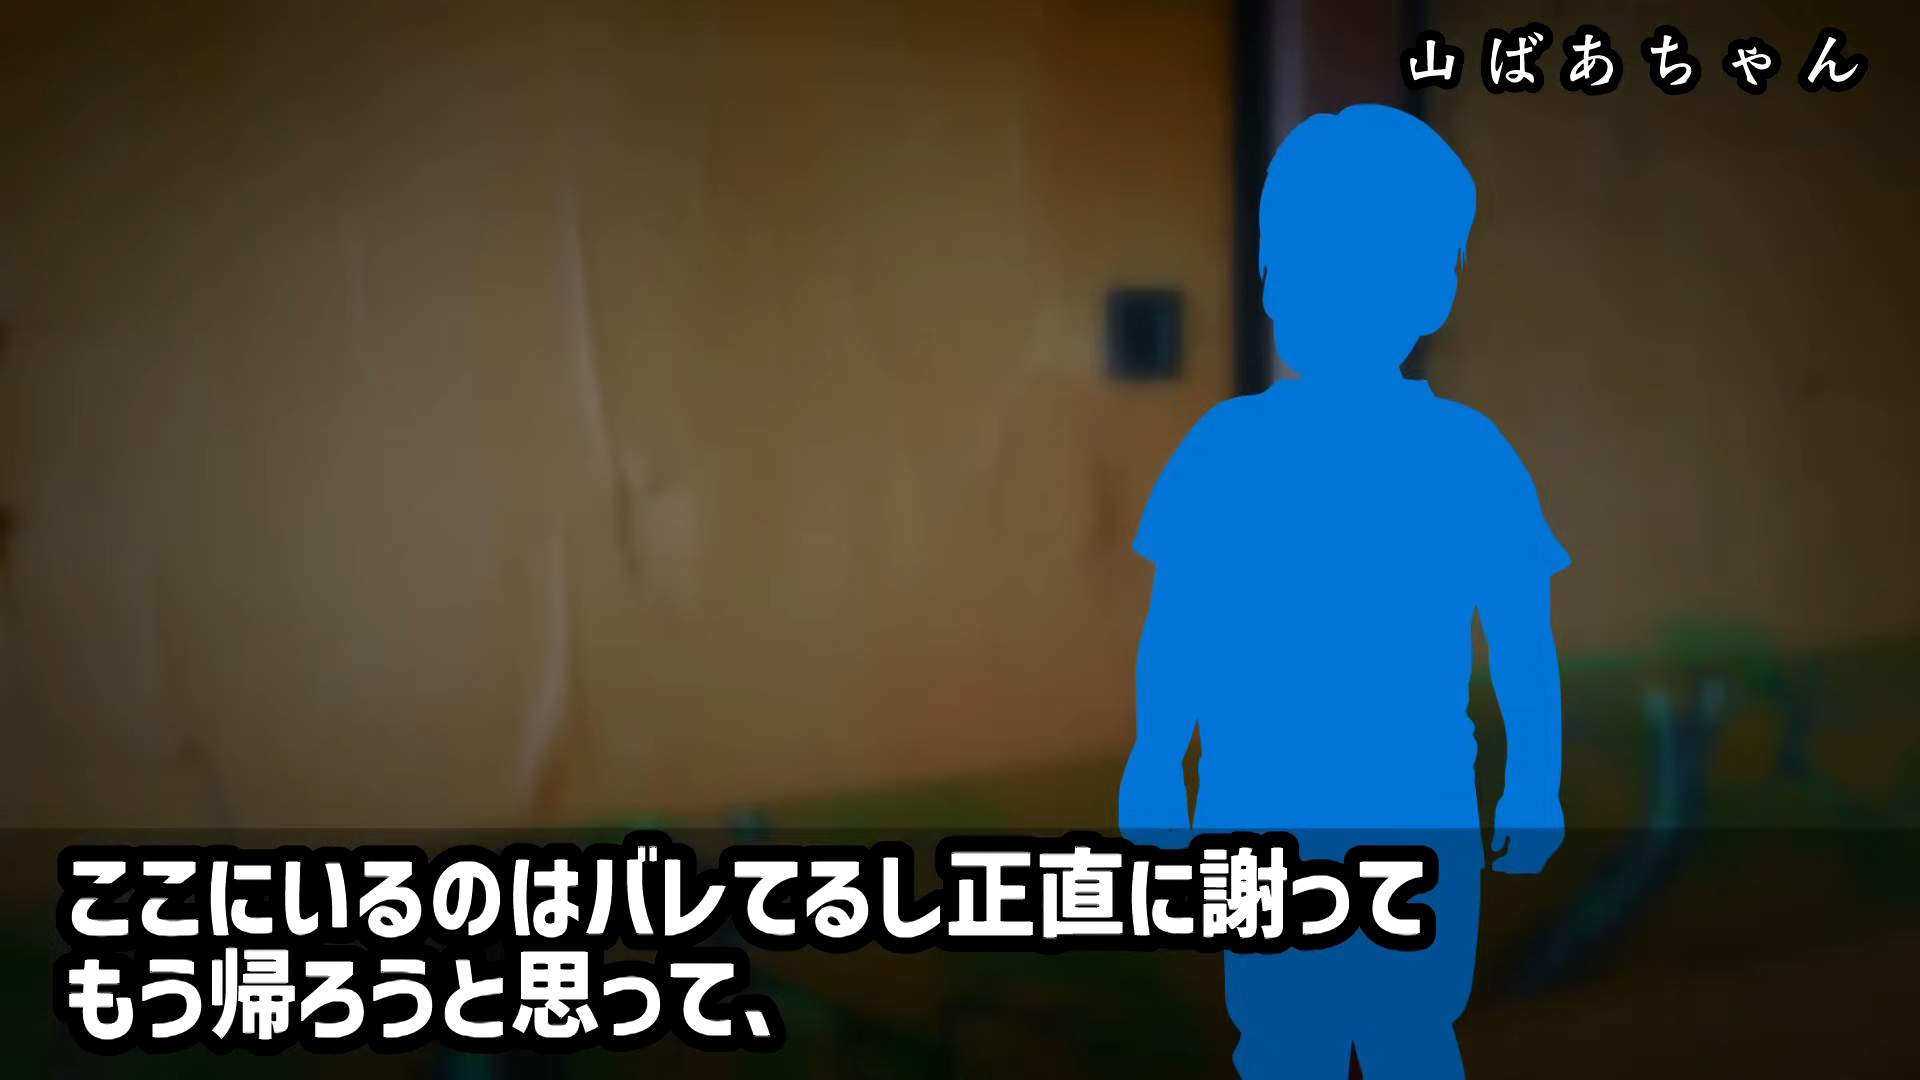 山ばあちゃん
ここにいるのはバレてるし正直に謝って
もう帰ろうと思って、